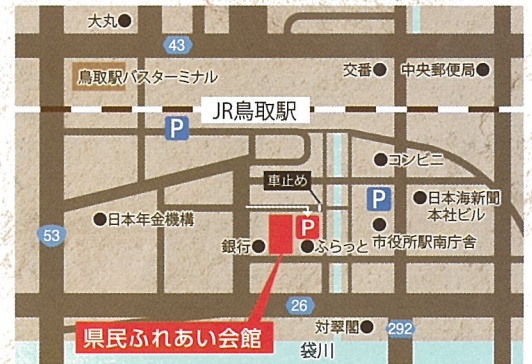 大丸
43
鳥取駅バスターミナル
交番
中央郵便局
JR鳥取駅
P
コンビニ
車止め
P
日本海新聞
本社ビル
日本年金機構
P
53
銀行
ふらっと
市役所駅南庁舎
26
県民ふれあい会館
対翠閣
292
袋川